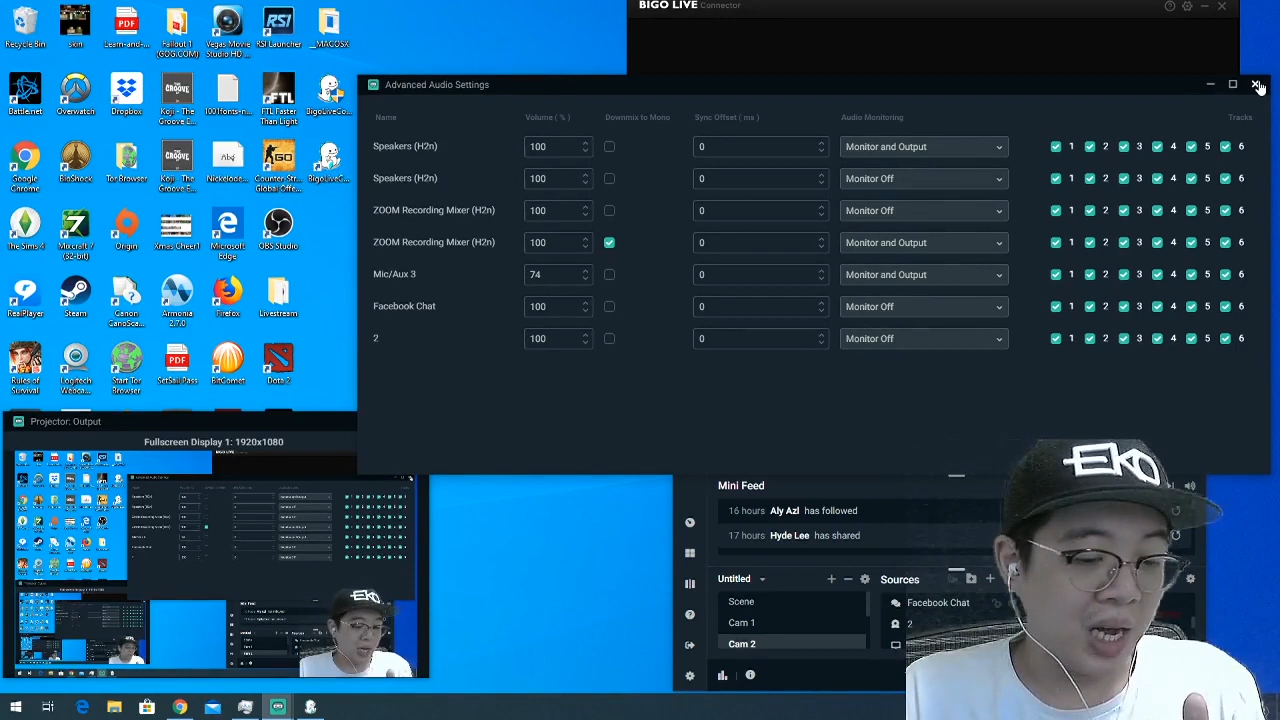 BIGO LIVE Connector
Recycle Bin
skin
Learn-and-...
Fallout 1 (GOG.COM)
Vegas Movie Studio HD ...
RSI Launcher
__MACOSX
Battle.net
Overwatch
Dropbox
Koji - The Groove E...
1001fonts-n...
FTL Faster Than Light
BigoLiveCo...
Google Chrome
BioShock
Tor Browser
Koji - The Groove E...
Nickelode...
Counter-Str... Global Offe...
BigoLiveC...
The Sims 4
Mixcraft 7 (32-bit)
Origin
Xmas Cheer1
Microsoft Edge
OBS Studio
RealPlayer
Steam
Canon CanoSca...
Armonia 2.7.0
Firefox
Livestream
Rules of Survival
Logitech Webca...
Start Tor Browser
SetSail Pass
BitComet
Dota 2
Advanced Audio Settings
Name Volume ( % ) Downmix to Mono Sync Offset ( ms ) Audio Monitoring Tracks
Speakers (H2n) 100 0 Monitor and Output 1 2 3 4 5 6
Speakers (H2n) 100 0 Monitor Off 1 2 3 4 5 6
ZOOM Recording Mixer (H2n) 100 0 Monitor Off 1 2 3 4 5 6
ZOOM Recording Mixer (H2n) 100 0 Monitor and Output 1 2 3 4 5 6
Mic/Aux 3 74 0 Monitor and Output 1 2 3 4 5 6
Facebook Chat 100 0 Monitor Off 1 2 3 4 5 6
2 100 0 Monitor Off 1 2 3 4 5 6
Projector: Output
Fullscreen Display 1: 1920x1080
Mini Feed
16 hours Aly Azl has followed
17 hours Hyde Lee has shared
Untitled
Sources
Scene
Cam 1
Cam 2
Facebook Chat
2
EKO